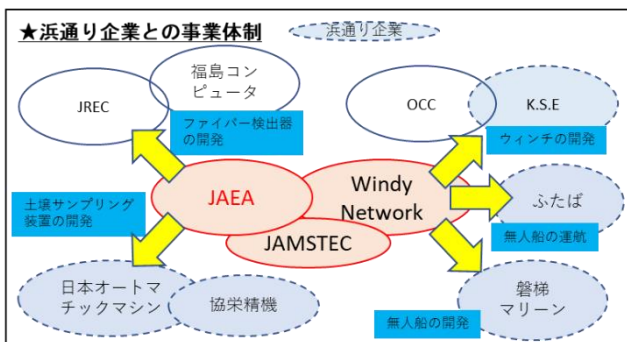 ★浜通り企業との事業体制
浜通り企業
福島コン
ピュータ
JREC
OCC
K.S.E
ファイバー検出器
の開発
ウィンチの開発
土壌サンプリング
装置の開発
JAEA
Windy
Network
ふたば
JAMSTEC
無人船の運航
日本オートマ
チックマシン
協栄精機
磐梯
マリーン
無人船の開発